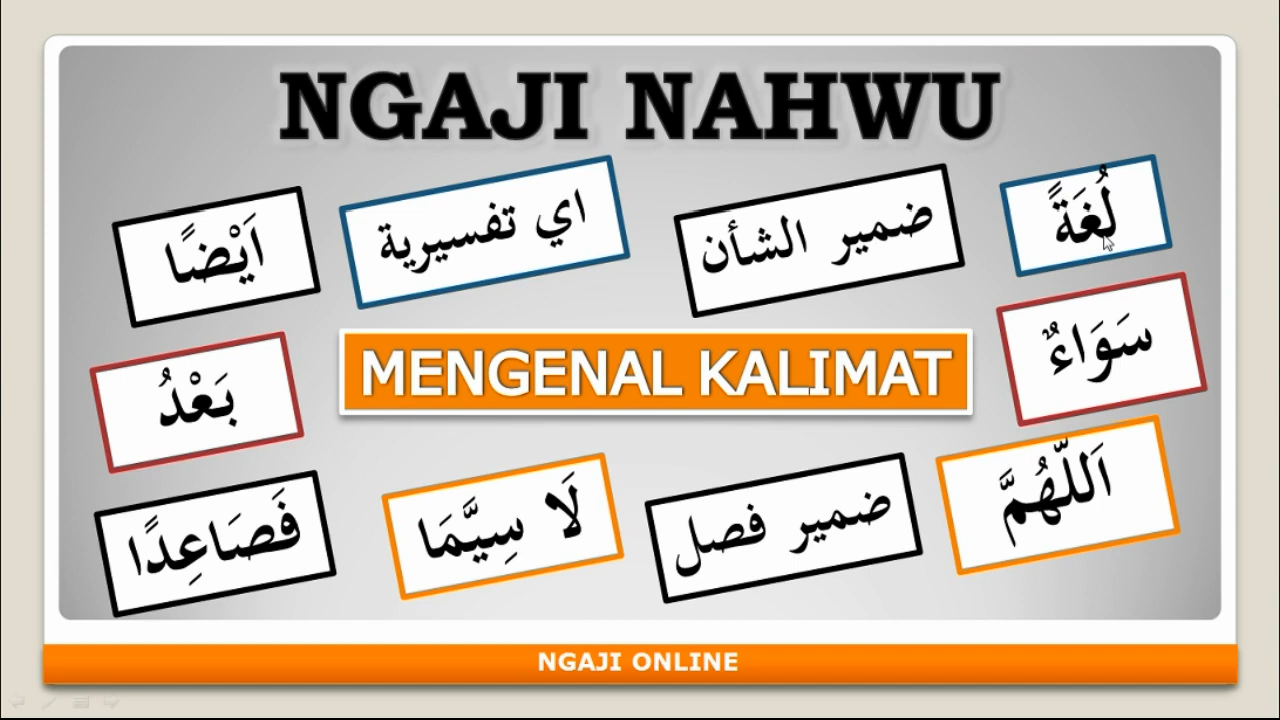 NGAJI NAHWU
لُغَةً
ضمير الشأن
اي تفسيرية
اَيْضًا
سَوَاءٌ
MENGENAL KALIMAT
بَعْدُ
اَللّٰهُمَّ
ضمير فصل
لَا سِيَّمَا
فَصَاعِدًا
NGAJI ONLINE